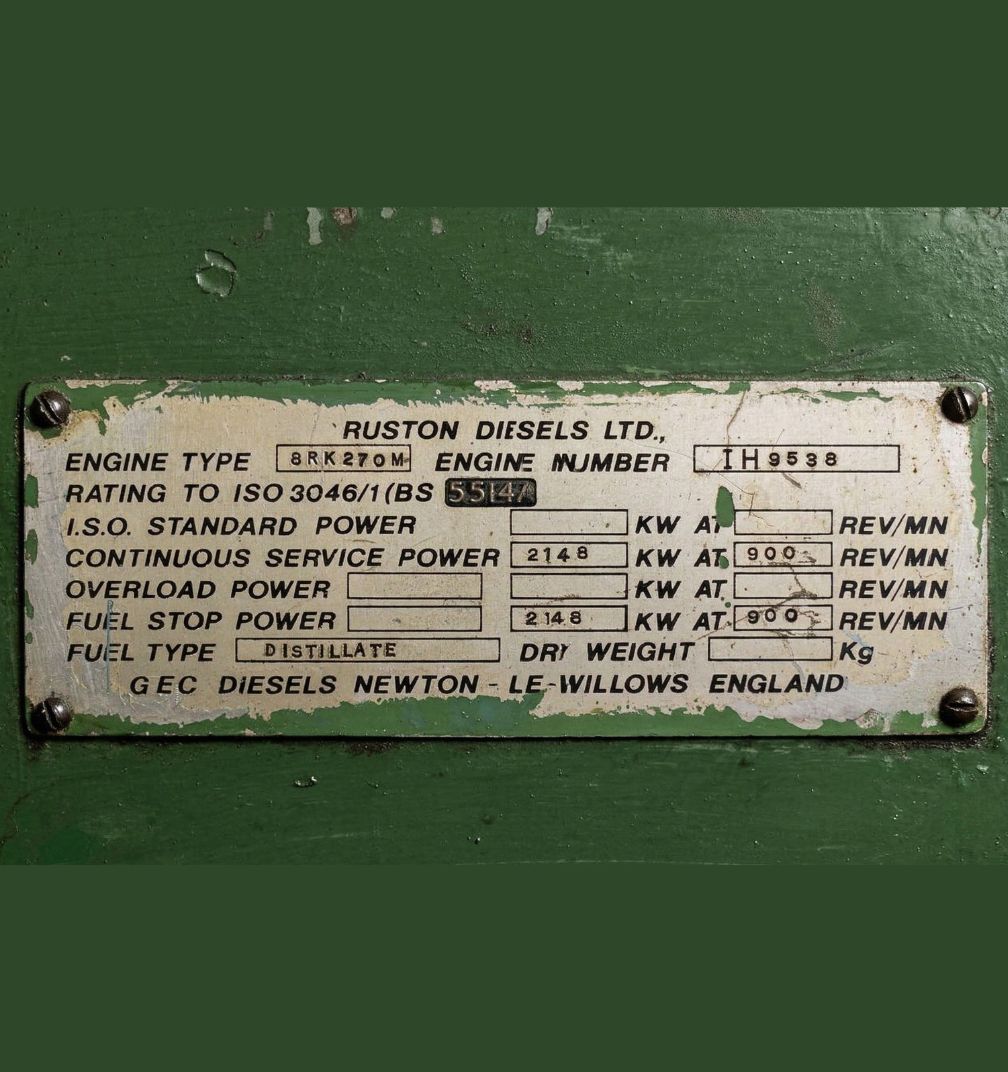 RUSTON DIESELS LTD.,
ENGINE TYPE 8RK270M ENGINE NUMBER IH9538
RATING TO ISO 3046/1 (BS 5514/
I.S.O. STANDARD POWER KW AT REV/MN
CONTINUOUS SERVICE POWER 2148 KW AT 900 REV/MN
OVERLOAD POWER KW AT REV/MN
FUEL STOP POWER 2148 KW AT 900 REV/MN
FUEL TYPE DISTILLATE DRY WEIGHT Kg
GEC DIESELS NEWTON-LE-WILLOWS ENGLAND